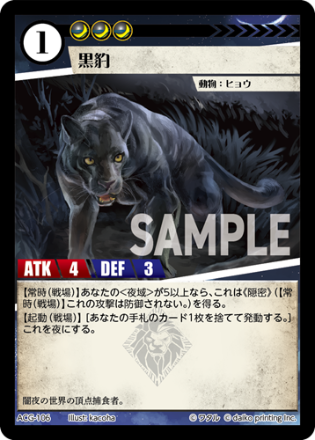 1
黒豹
動物：ヒョウ
SAMPLE
ATK 4 DEF 3
【常時（戦場）】あなたの＜夜域＞が5以上なら、これは《隠密》（【常
時（戦場）】この攻撃は防御されない。）を得る。
【起動（戦場）】［あなたの手札のカード1枚を捨てて発動する。］
これを夜にする。
闇夜の世界の頂点捕食者。
ACG-106 Illust: kacoha © ワタル © daiko printing inc.